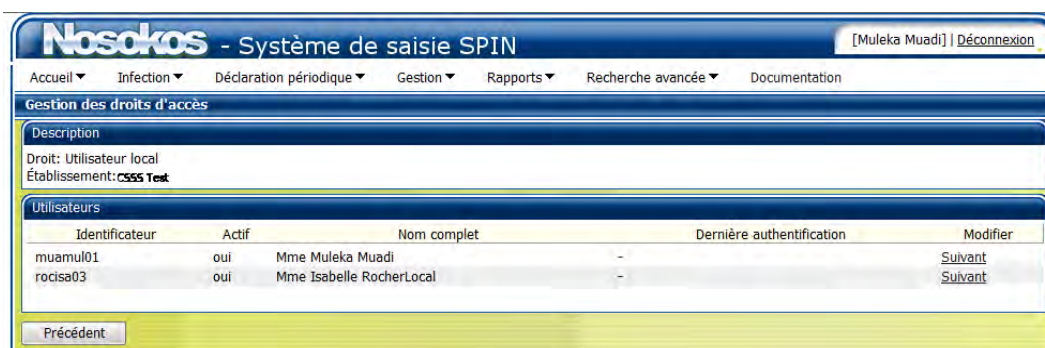 Nosokos - Système de saisie SPIN
[Muleka Muadi] | Déconnexion
Accueil ▼ Infection ▼ Déclaration périodique ▼ Gestion ▼ Rapports ▼ Recherche avancée ▼ Documentation
Gestion des droits d'accès
Description
Droit: Utilisateur local
Établissement: CSSS Test
Utilisateurs
Identificateur Actif Nom complet Dernière authentification Modifier
muamul01 oui Mme Muleka Muadi - Suivant
rocisa03 oui Mme Isabelle RocherLocal - Suivant
Précédent